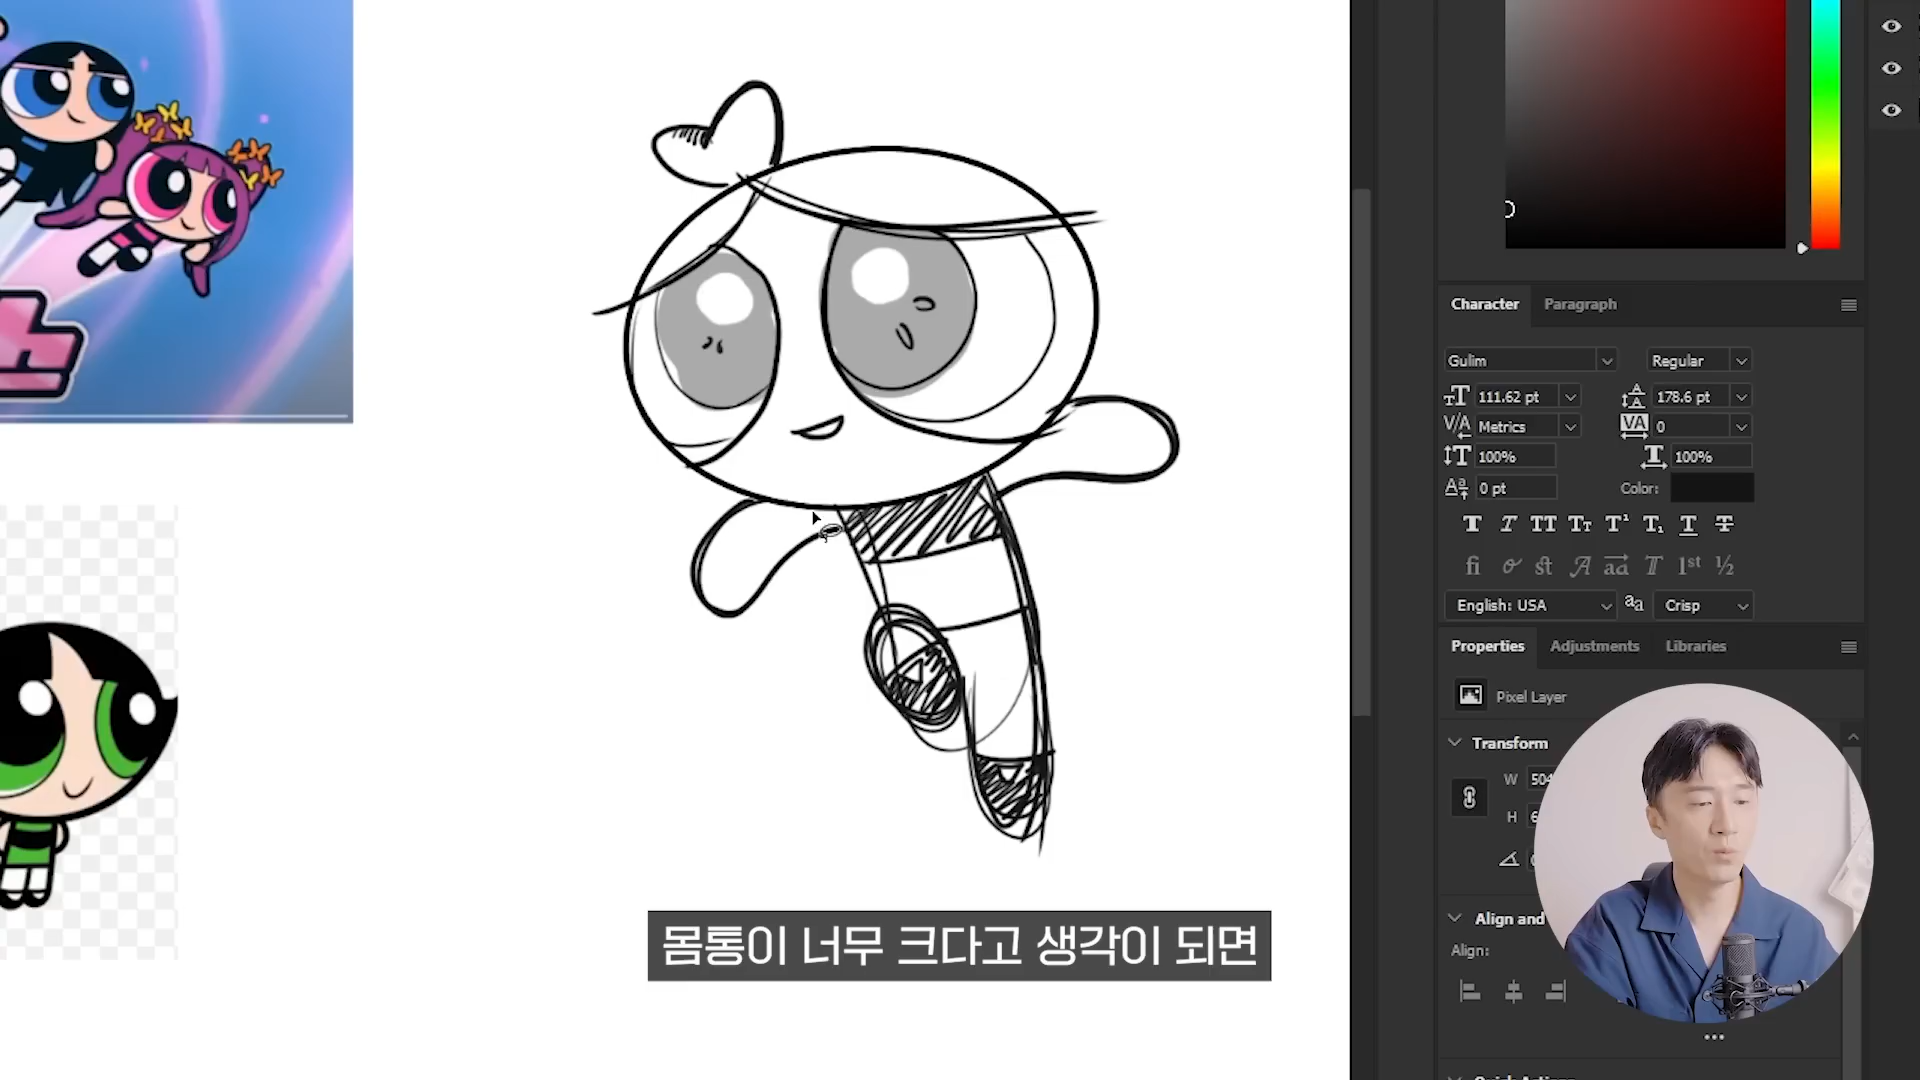 Character Paragraph
Gulim Regular
111.62 pt 178.6 pt
Metrics 0
100% 100%
0 pt Color:
English: USA Crisp
Properties Adjustments Libraries
Pixel Layer
Transform
W 504
H 6
Align and
Align:
몸통이 너무 크다고 생각이 되면